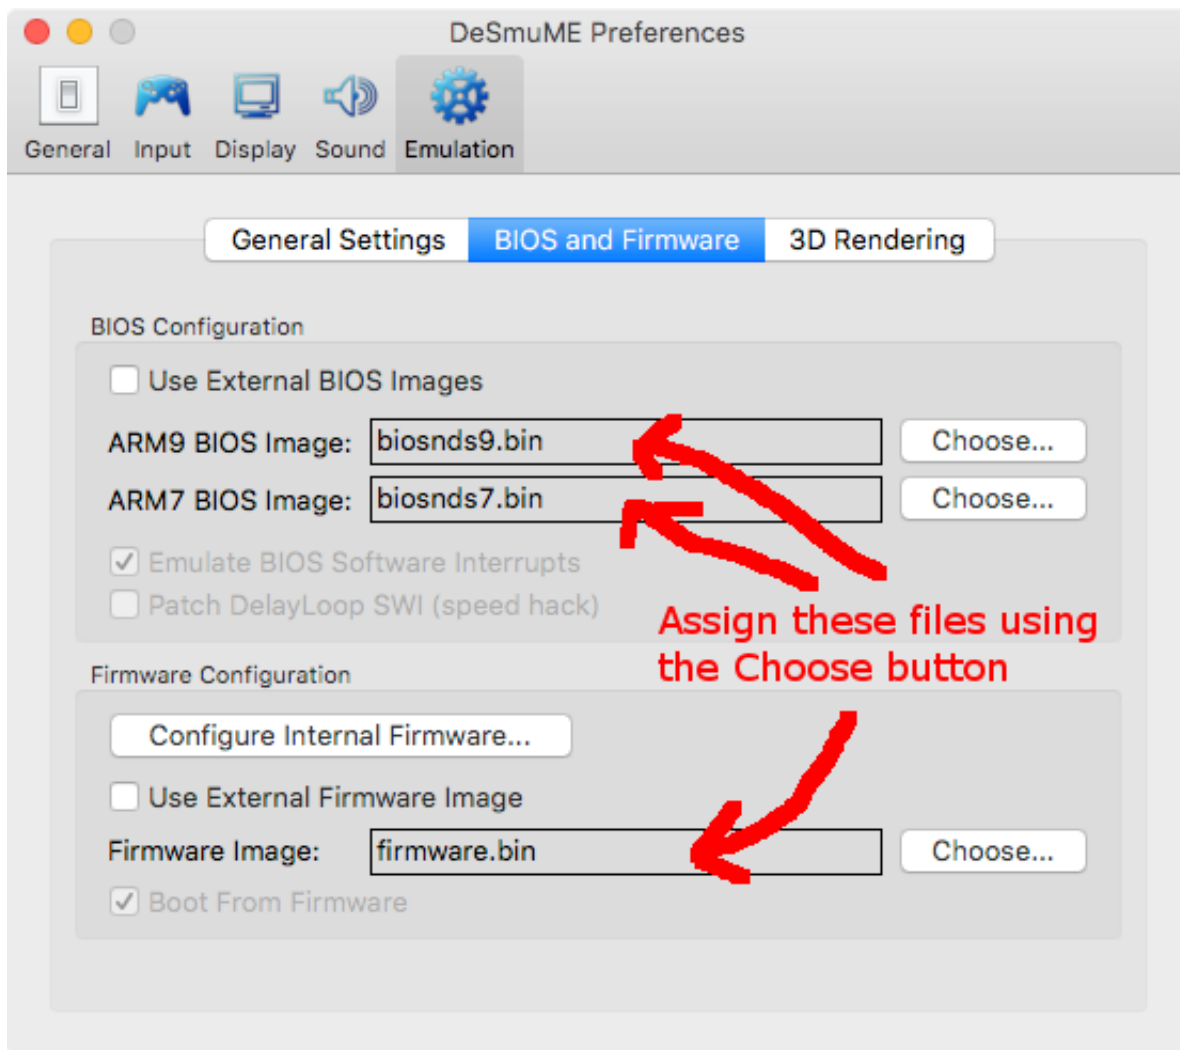 DeSmuME Preferences
General Input Display Sound Emulation
General Settings BIOS and Firmware 3D Rendering
BIOS Configuration
Use External BIOS Images
ARM9 BIOS Image: biosnds9.bin Choose...
ARM7 BIOS Image: biosnds7.bin Choose...
Emulate BIOS Software Interrupts
Patch DelayLoop SWI (speed hack)
Assign these files using
the Choose button
Firmware Configuration
Configure Internal Firmware...
Use External Firmware Image
Firmware Image: firmware.bin Choose...
Boot From Firmware